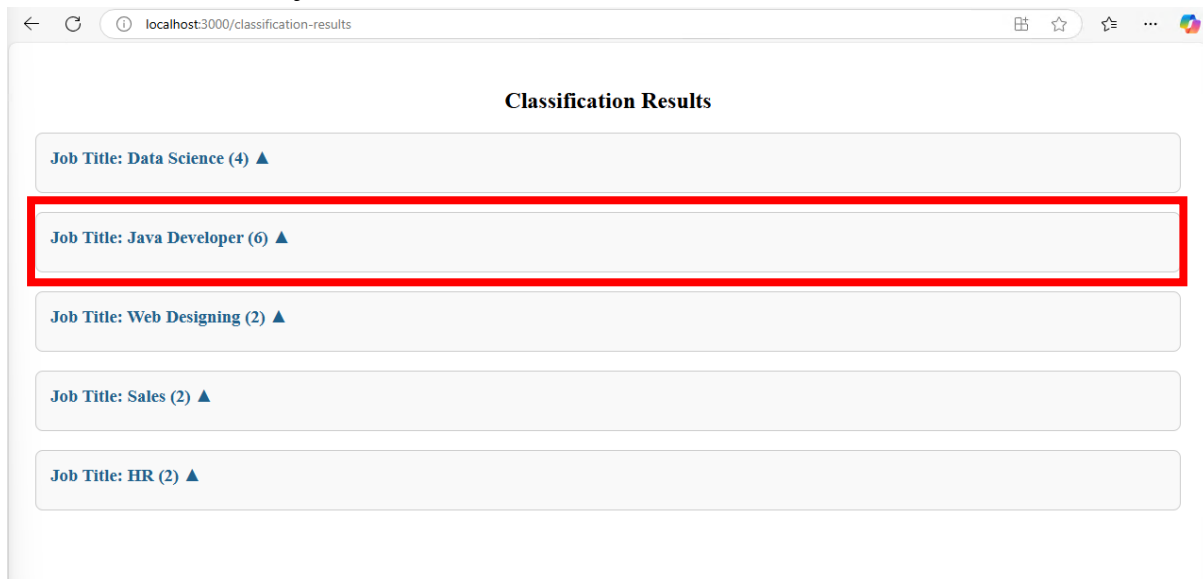 localhost:3000/classification-results
Classification Results
Job Title: Data Science (4) ▲
Job Title: Java Developer (6) ▲
Job Title: Web Designing (2) ▲
Job Title: Sales (2) ▲
Job Title: HR (2) ▲